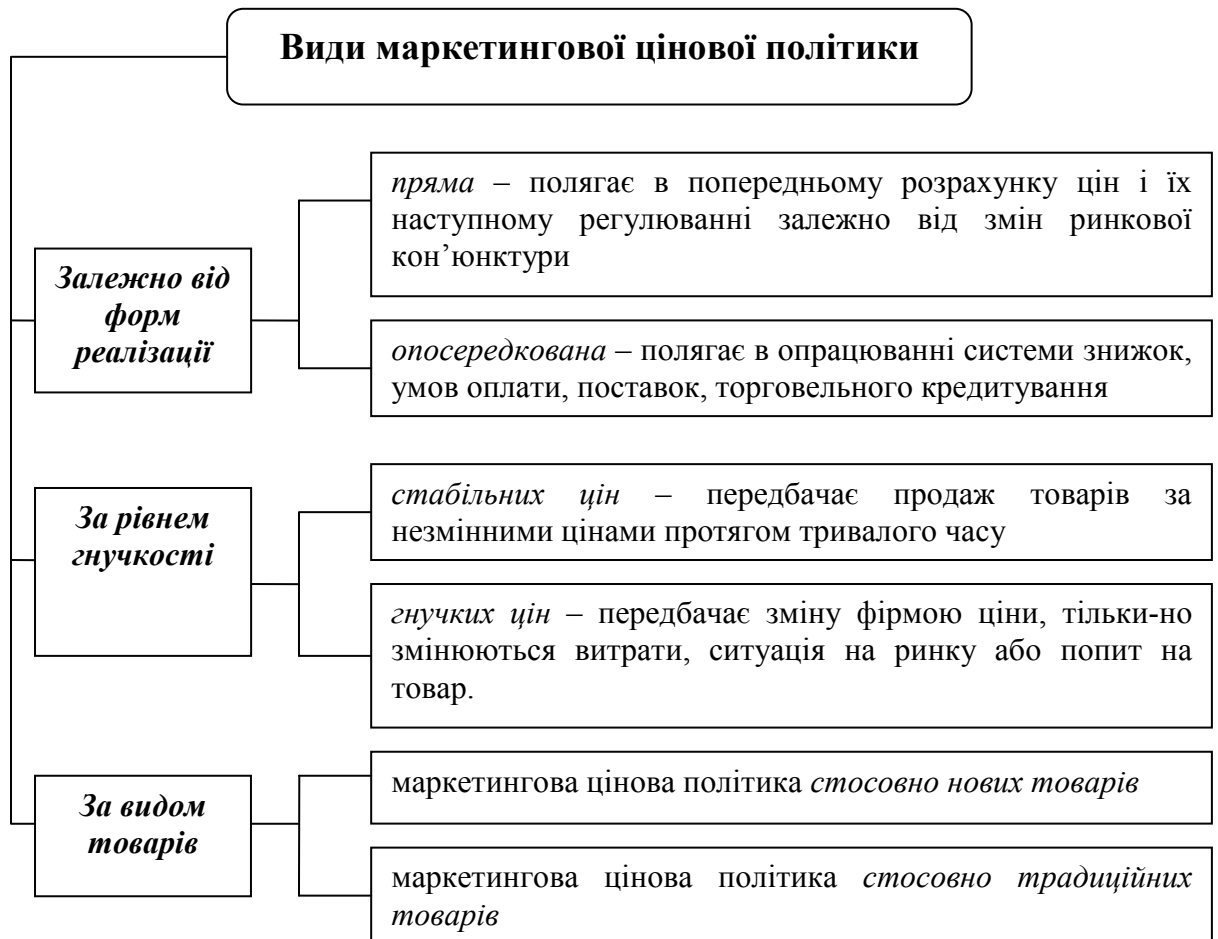 Види маркетингової цінової політики
Залежно від
форм
реалізації
пряма – полягає в попередньому розрахунку цін і їх
наступному регулюванні залежно від змін ринкової
кон’юнктури
опосередкована – полягає в опрацюванні системи знижок,
умов оплати, поставок, торговельного кредитування
За рівнем
гнучкості
стабільних цін – передбачає продаж товарів за
незмінними цінами протягом тривалого часу
гнучких цін – передбачає зміну фірмою ціни, тільки-но
змінюються витрати, ситуація на ринку або попит на
товар.
За видом
товарів
маркетингова цінова політика стосовно нових товарів
маркетингова цінова політика стосовно традиційних
товарів